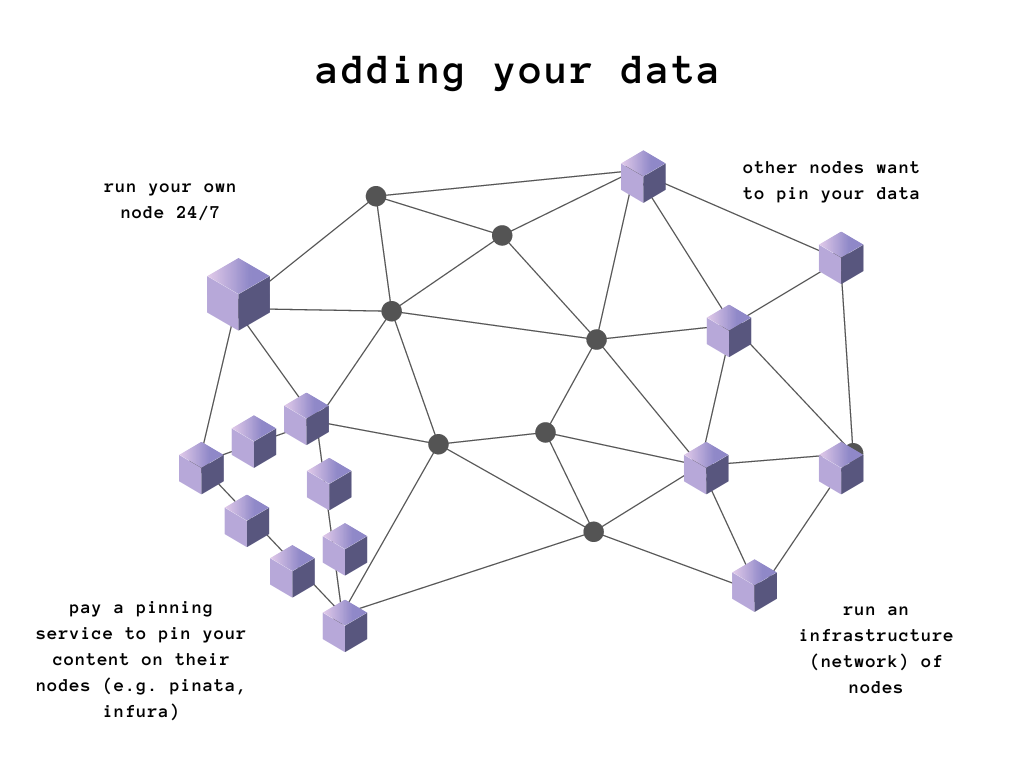 adding your data
run your own
node 24/7
other nodes want
to pin your data
pay a pinning
service to pin your
content on their
nodes (e.g. pinata,
infura)
run an
infrastructure
(network) of
nodes